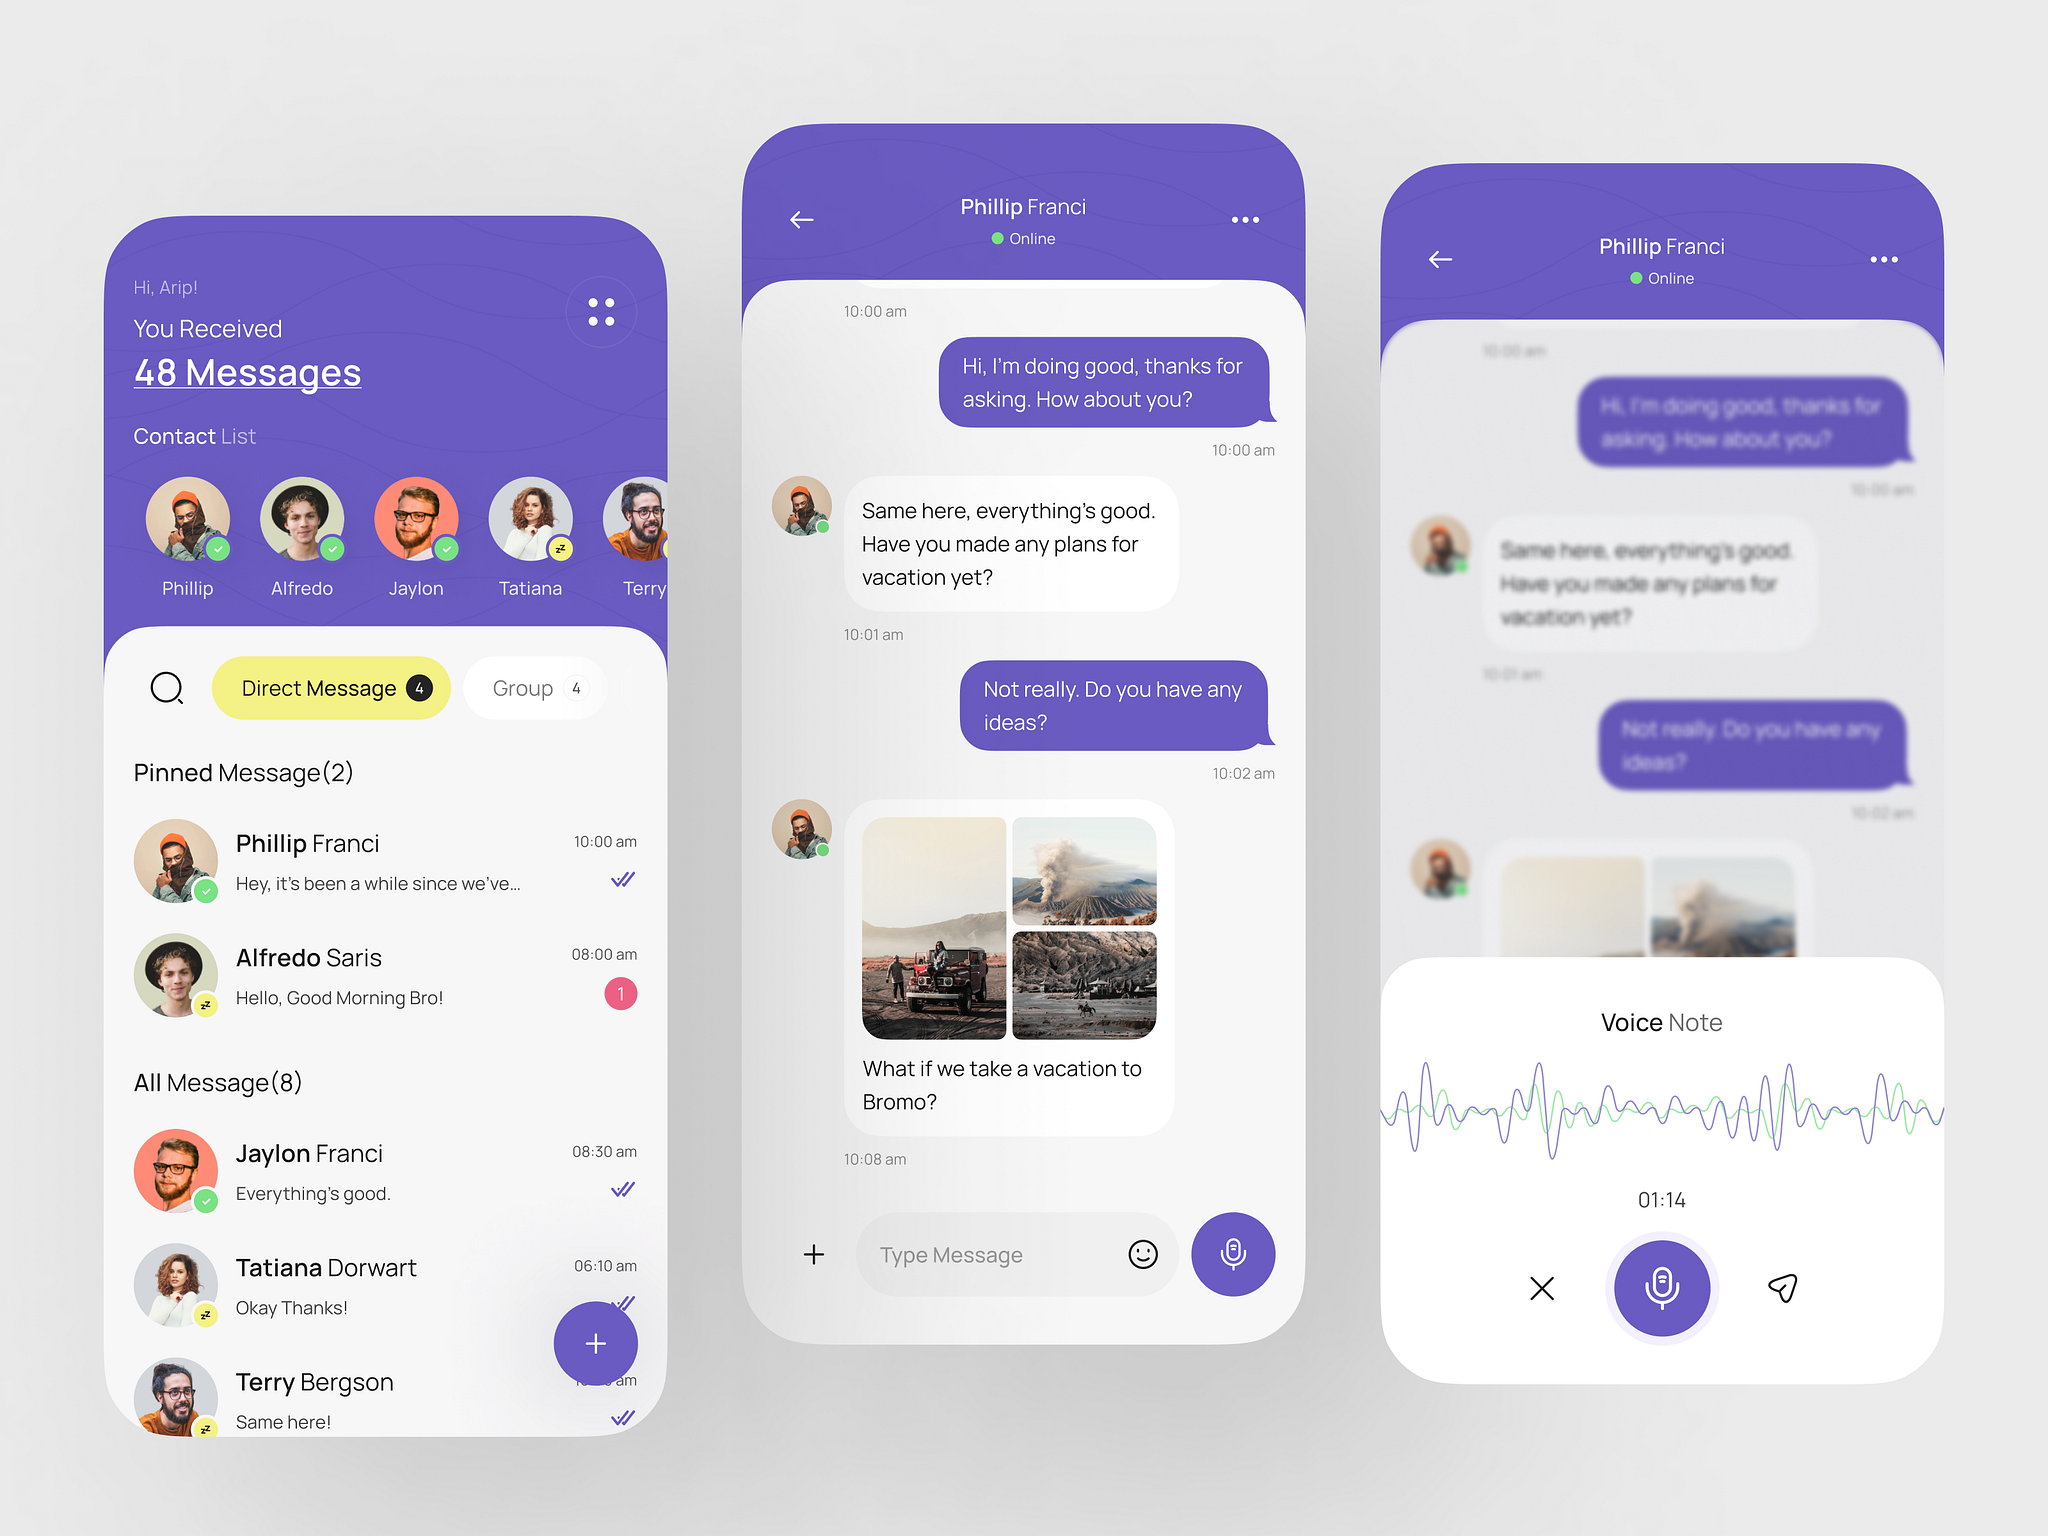 Hi, Arip!
You Received
48 Messages
Contact List
Phillip
Alfredo
Jaylon
Tatiana
Terry
Direct Message 4
Group 4
Pinned Message(2)
Phillip Franci
10:00 am
Hey, it's been a while since we've...
Alfredo Saris
08:00 am
Hello, Good Morning Bro!
1
All Message(8)
Jaylon Franci
08:30 am
Everything's good.
Tatiana Dorwart
06:10 am
Okay Thanks!
Terry Bergson
am
Same here!
Phillip Franci
Online
10:00 am
Hi, I'm doing good, thanks for
asking. How about you?
10:00 am
Same here, everything's good.
Have you made any plans for
vacation yet?
10:01 am
Not really. Do you have any
ideas?
10:02 am
What if we take a vacation to
Bromo?
10:08 am
Type Message
Phillip Franci
Online
10:00 am
Hi, I'm doing good, thanks for
asking. How about you?
10:00 am
Same here, everything's good.
Have you made any plans for
vacation yet?
10:01 am
Not really. Do you have any
ideas?
10:02 am
Voice Note
01:14